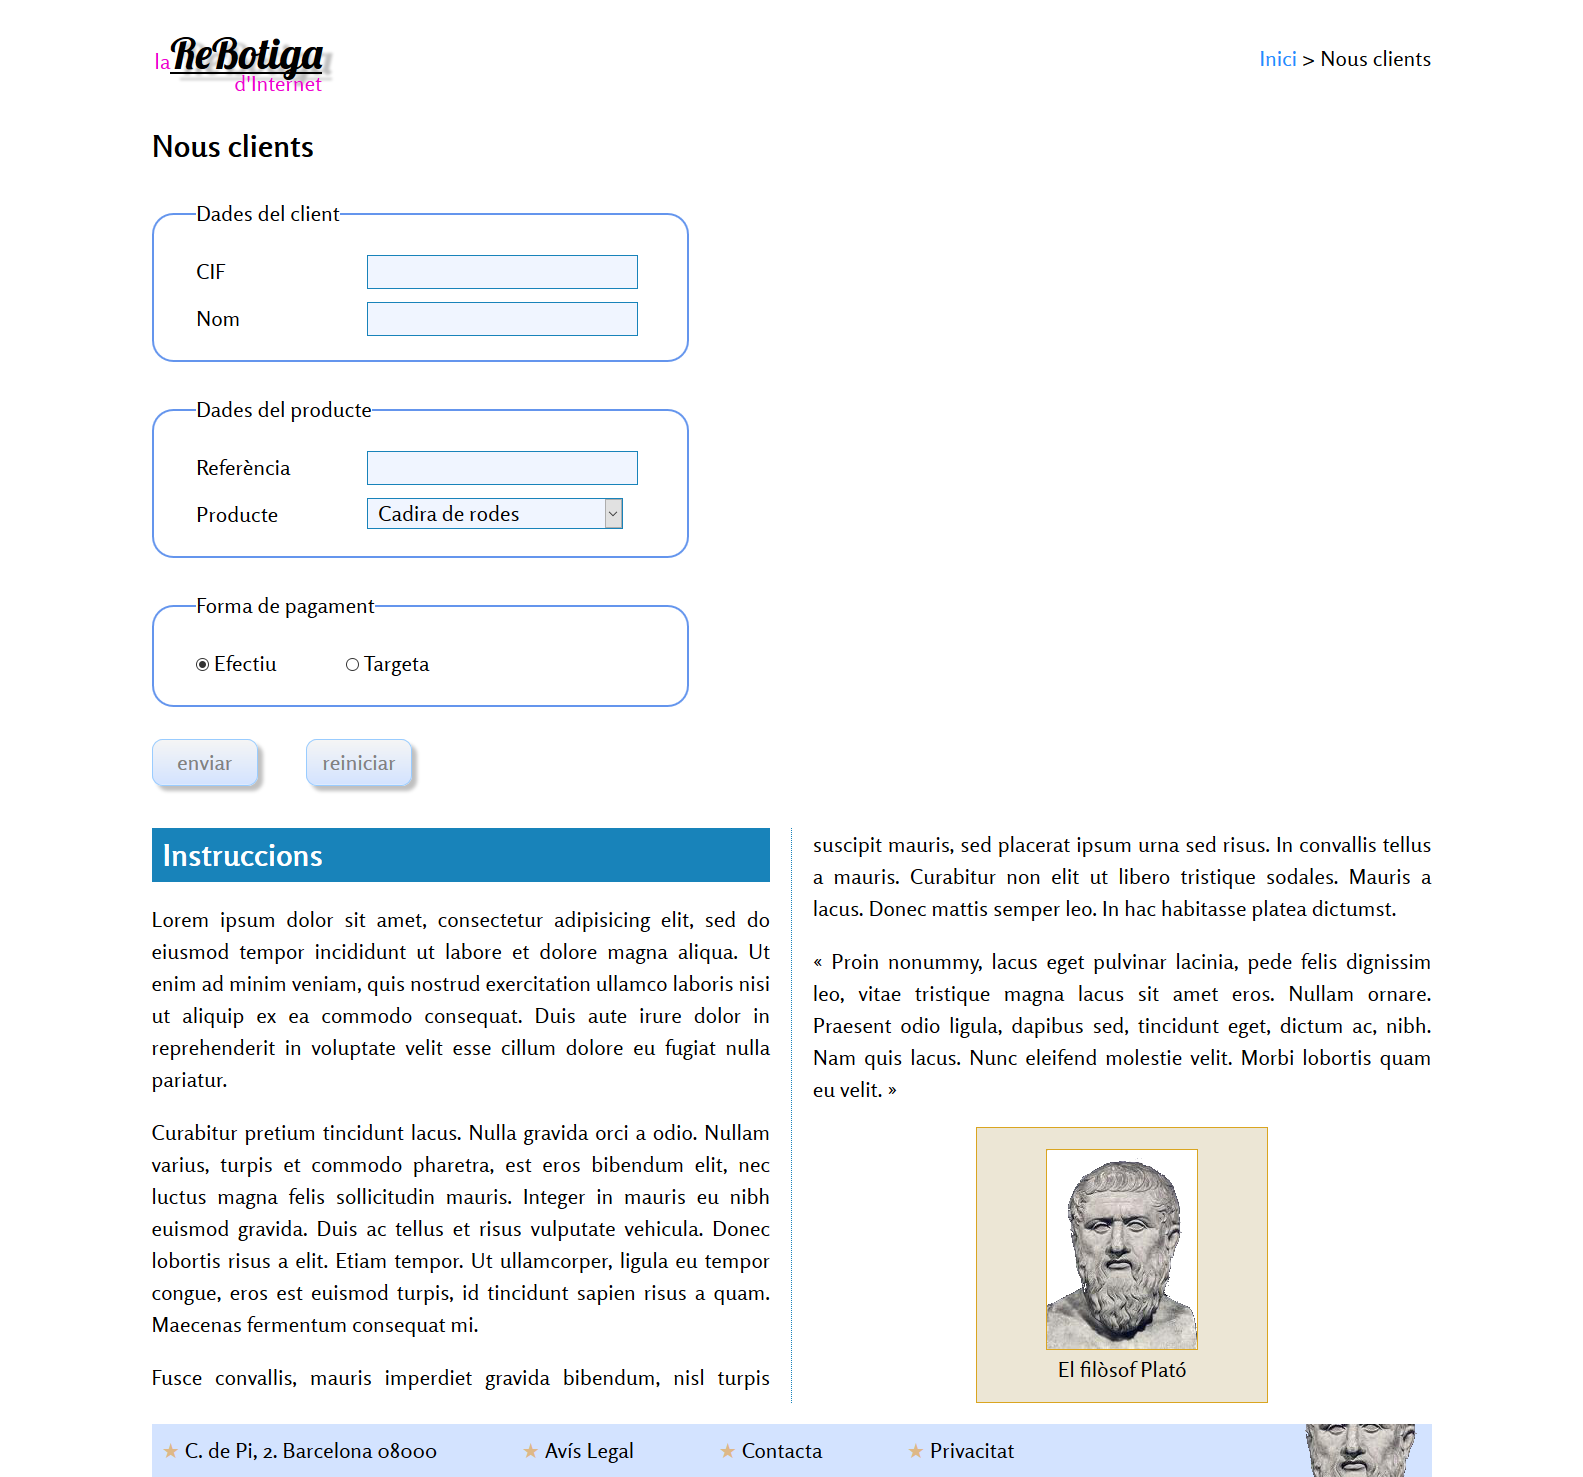 la ReBotiga
d'Internet
Inici > Nous clients
Nous clients
Dades del client
CIF
Nom
Dades del producte
Referència
Producte
Cadira de rodes
Forma de pagament
Efectiu
Targeta
enviar
reiniciar
Instruccions
Lorem ipsum dolor sit amet, consectetur adipisicing elit, sed do
eiusmod tempor incididunt ut labore et dolore magna aliqua. Ut
enim ad minim veniam, quis nostrud exercitation ullamco laboris nisi
ut aliquip ex ea commodo consequat. Duis aute irure dolor in
reprehenderit in voluptate velit esse cillum dolore eu fugiat nulla
pariatur.
Curabitur pretium tincidunt lacus. Nulla gravida orci a odio. Nullam
varius, turpis et commodo pharetra, est eros bibendum elit, nec
luctus magna felis sollicitudin mauris. Integer in mauris eu nibh
euismod gravida. Duis ac tellus et risus vulputate vehicula. Donec
lobortis risus a elit. Etiam tempor. Ut ullamcorper, ligula eu tempor
congue, eros est euismod turpis, id tincidunt sapien risus a quam.
Maecenas fermentum consequat mi.
Fusce convallis, mauris imperdiet gravida bibendum, nisl turpis
suscipit mauris, sed placerat ipsum urna sed risus. In convallis tellus
a mauris. Curabitur non elit ut libero tristique sodales. Mauris a
lacus. Donec mattis semper leo. In hac habitasse platea dictumst.
« Proin nonummy, lacus eget pulvinar lacinia, pede felis dignissim
leo, vitae tristique magna lacus sit amet eros. Nullam ornare.
Praesent odio ligula, dapibus sed, tincidunt eget, dictum ac, nibh.
Nam quis lacus. Nunc eleifend molestie velit. Morbi lobortis quam
eu velit. »
El filòsof Plató
★ C. de Pi, 2. Barcelona 08000
★ Avís Legal
★ Contacta
★ Privacitat